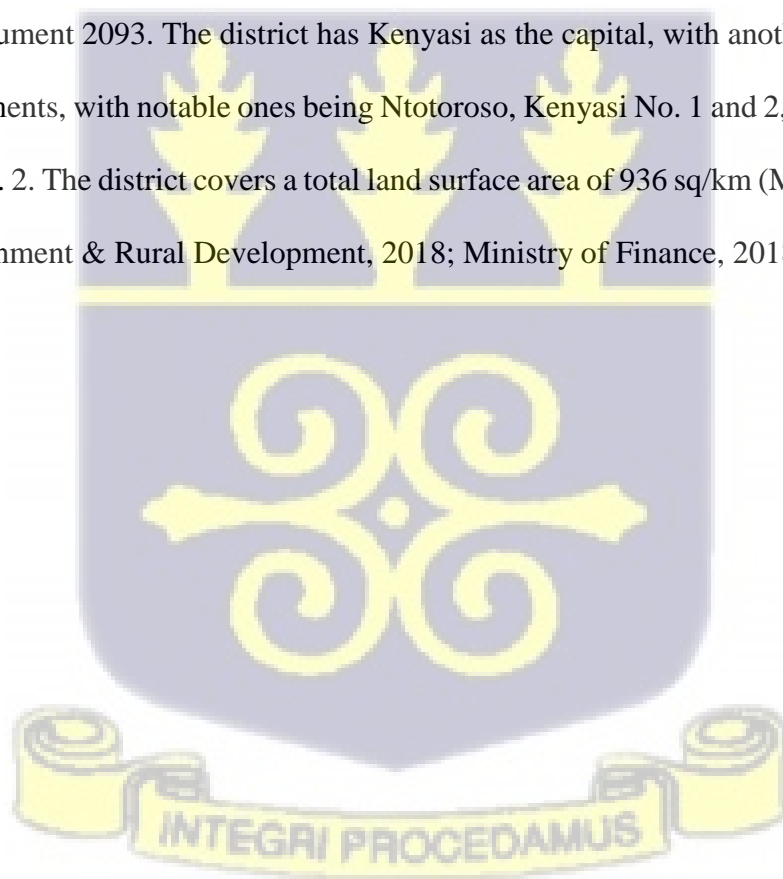 ument 2093. The district has Kenyasi as the capital, with anot
nents, with notable ones being Ntotoroso, Kenyasi No. 1 and 2,
. 2. The district covers a total land surface area of 936 sq/km (M
nment & Rural Development, 2018; Ministry of Finance, 201
INTEGRI PROCEDAMUS